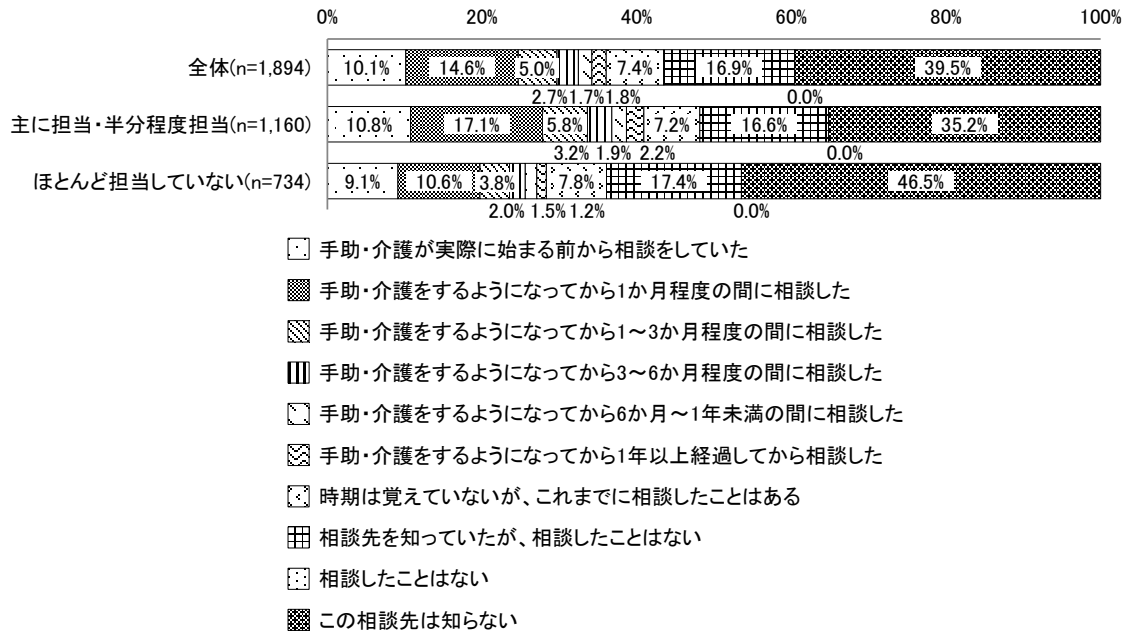 0% 20% 40% 60% 80% 100%
全体(n=1,894) 10.1% 14.6% 5.0% 7.4% 16.9% 39.5%
2.7% 1.7% 1.8% 0.0%
主に担当・半分程度担当(n=1,160) 10.8% 17.1% 5.8% 7.2% 16.6% 35.2%
3.2% 1.9% 2.2% 0.0%
ほとんど担当していない(n=734) 9.1% 10.6% 3.8% 7.8% 17.4% 46.5%
2.0% 1.5% 1.2% 0.0%
手助・介護が実際に始まる前から相談をしていた
手助・介護をするようになってから1か月程度の間に相談した
手助・介護をするようになってから1～3か月程度の間に相談した
手助・介護をするようになってから3～6か月程度の間に相談した
手助・介護をするようになってから6か月～1年未満の間に相談した
手助・介護をするようになってから1年以上経過してから相談した
時期は覚えていないが、これまでに相談したことはある
相談先を知っていたが、相談したことはない
相談したことはない
この相談先は知らない